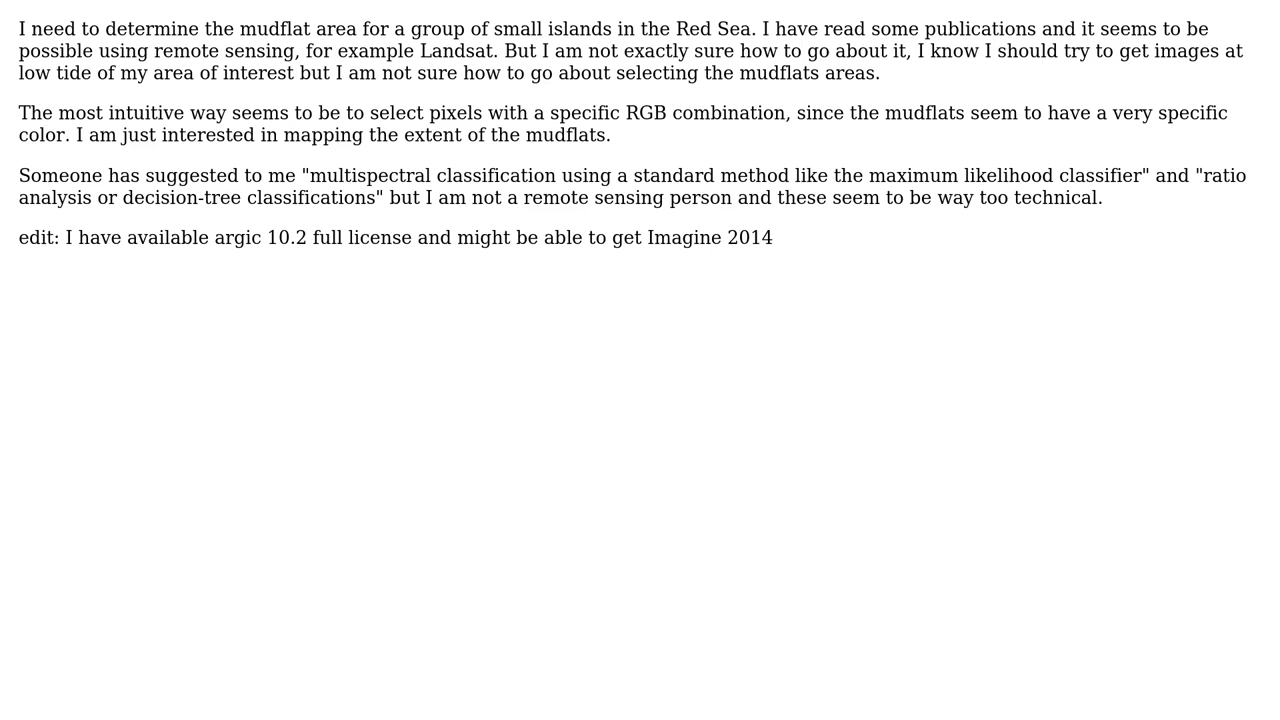 I need to determine the mudflat area for a group of small islands in the Red Sea. I have read some publications and it seems to be
possible using remote sensing, for example Landsat. But I am not exactly sure how to go about it, I know I should try to get images at
low tide of my area of interest but I am not sure how to go about selecting the mudflats areas.
The most intuitive way seems to be to select pixels with a specific RGB combination, since the mudflats seem to have a very specific
color. I am just interested in mapping the extent of the mudflats.
Someone has suggested to me "multispectral classification using a standard method like the maximum likelihood classifier" and "ratio
analysis or decision-tree classifications" but I am not a remote sensing person and these seem to be way too technical.
edit: I have available argic 10.2 full license and might be able to get Imagine 2014